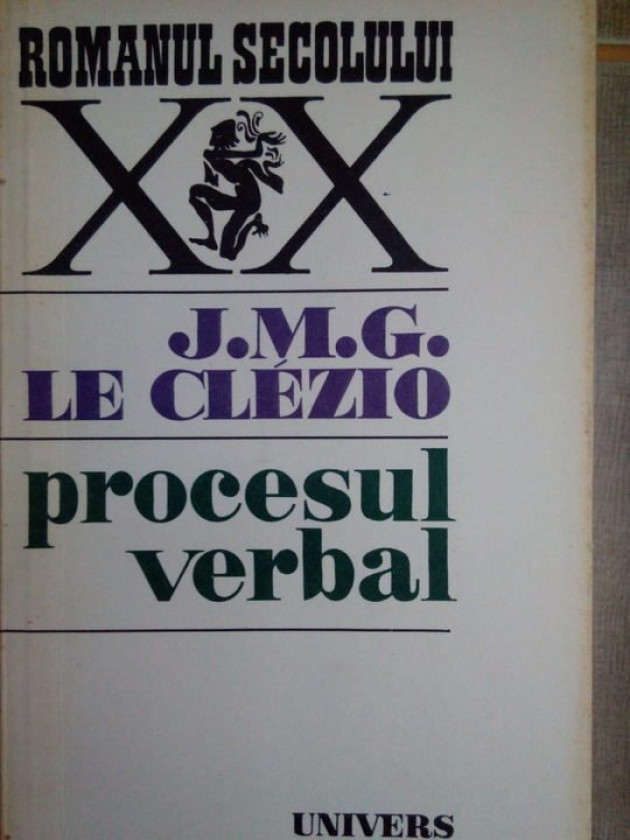 ROMANUL SECOLULUI
XX
J.M.G.
LE CLÉZIO
procesul
verbal
UNIVERS